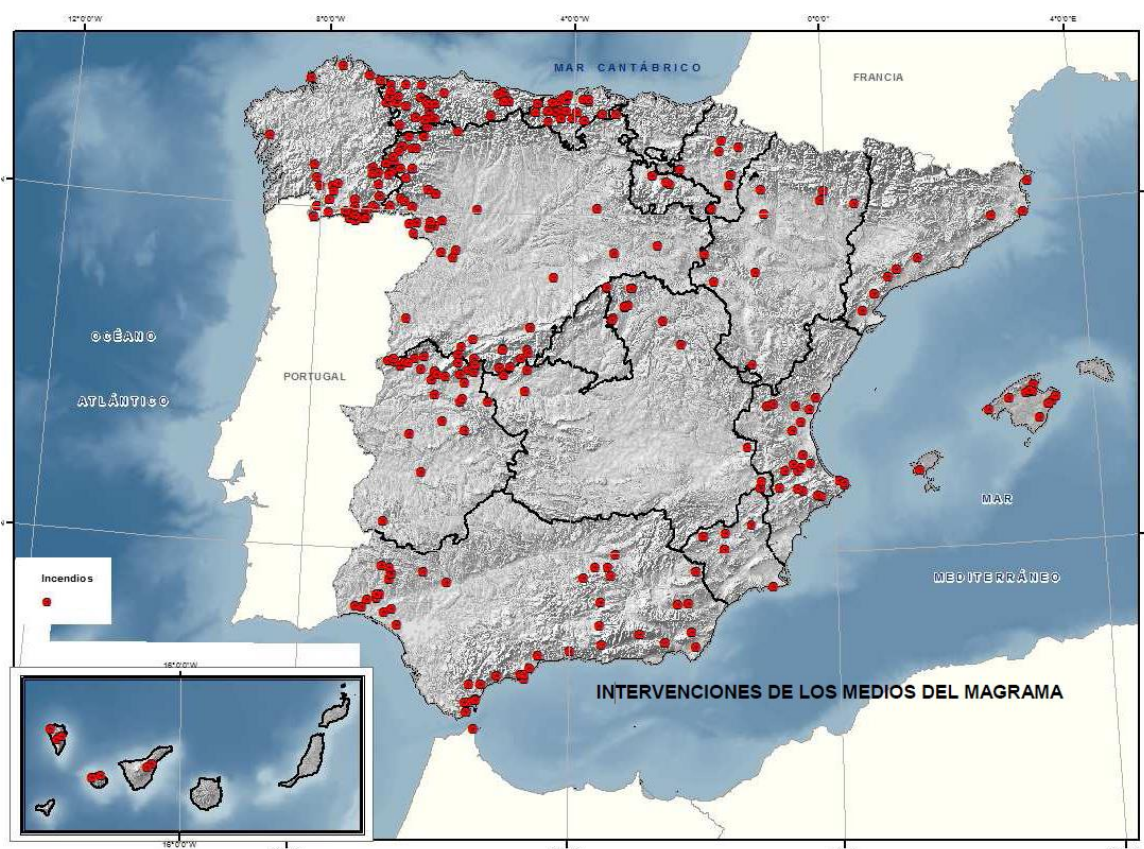 12°0'0"W 8°0'0"W 4°0'0"W 0°0'0" 4°0'0"E
MAR CANTÁBRICO
FRANCIA
OCÉANO
ATLÁNTICO
PORTUGAL
MAR
MEDITERRÁNEO
Incendios
16°0'0"W
INTERVENCIONES DE LOS MEDIOS DEL MAGRAMA
16°0'0"W